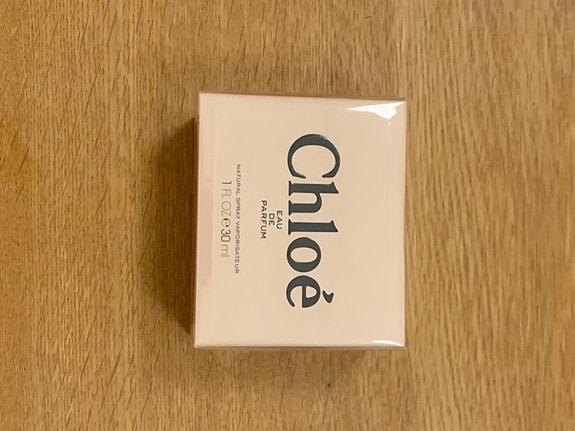 Chloé
EAU
DE
PARFUM
NATURAL SPRAY VAPORISATEUR
1 FL OZ ℮ 30 ml